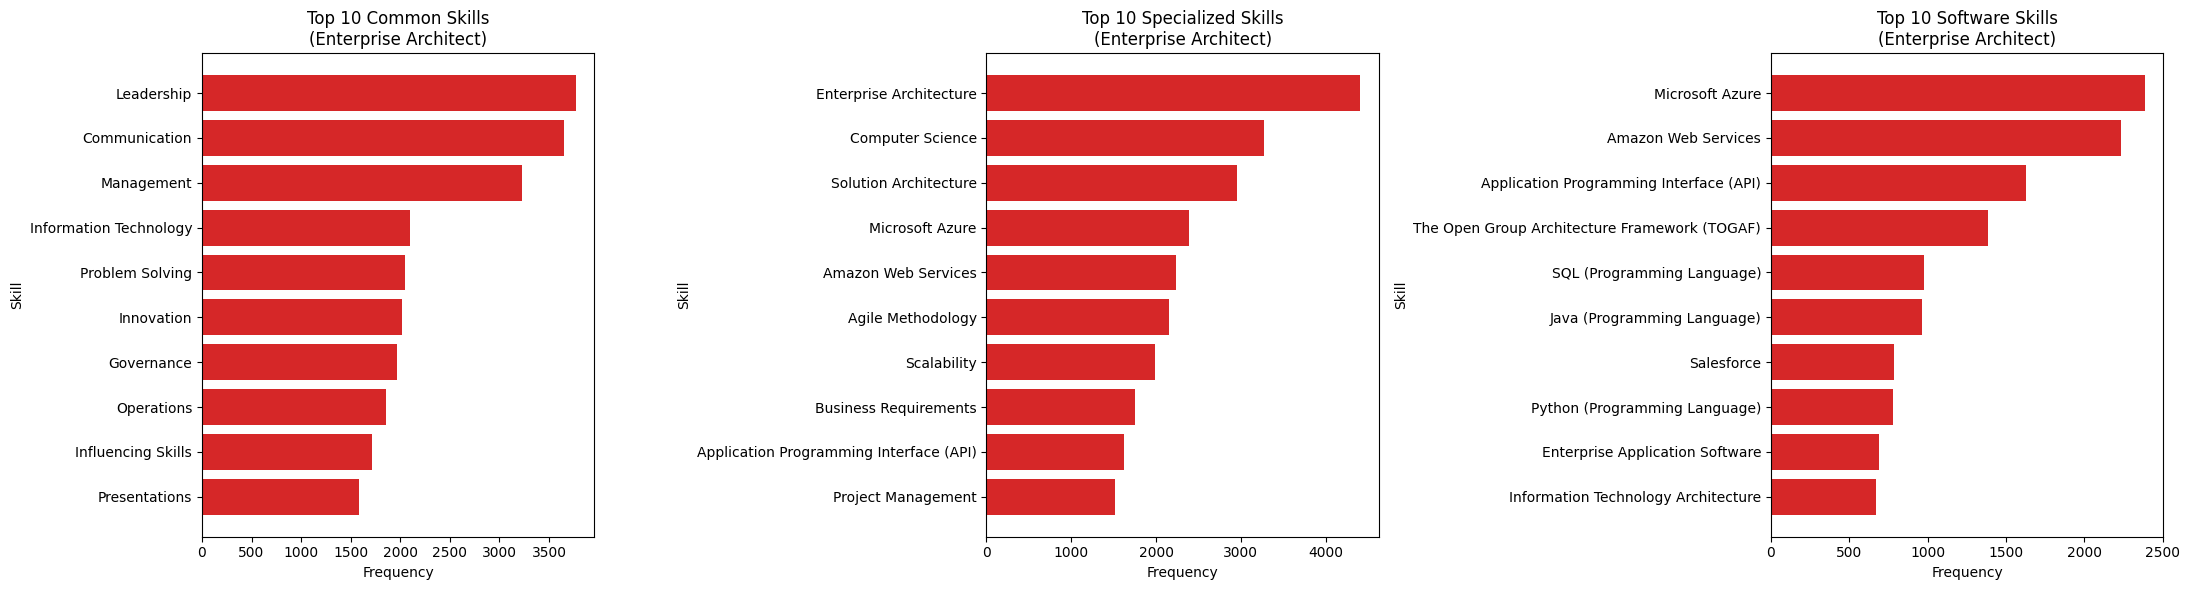 Top 10 Common Skills
(Enterprise Architect)
Skill
Leadership
Communication
Management
Information Technology
Problem Solving
Innovation
Governance
Operations
Influencing Skills
Presentations
0 500 1000 1500 2000 2500 3000 3500
Frequency
Top 10 Specialized Skills
(Enterprise Architect)
Skill
Enterprise Architecture
Computer Science
Solution Architecture
Microsoft Azure
Amazon Web Services
Agile Methodology
Scalability
Business Requirements
Application Programming Interface (API)
Project Management
0 1000 2000 3000 4000
Frequency
Top 10 Software Skills
(Enterprise Architect)
Skill
Microsoft Azure
Amazon Web Services
Application Programming Interface (API)
The Open Group Architecture Framework (TOGAF)
SQL (Programming Language)
Java (Programming Language)
Salesforce
Python (Programming Language)
Enterprise Application Software
Information Technology Architecture
0 500 1000 1500 2000 2500
Frequency